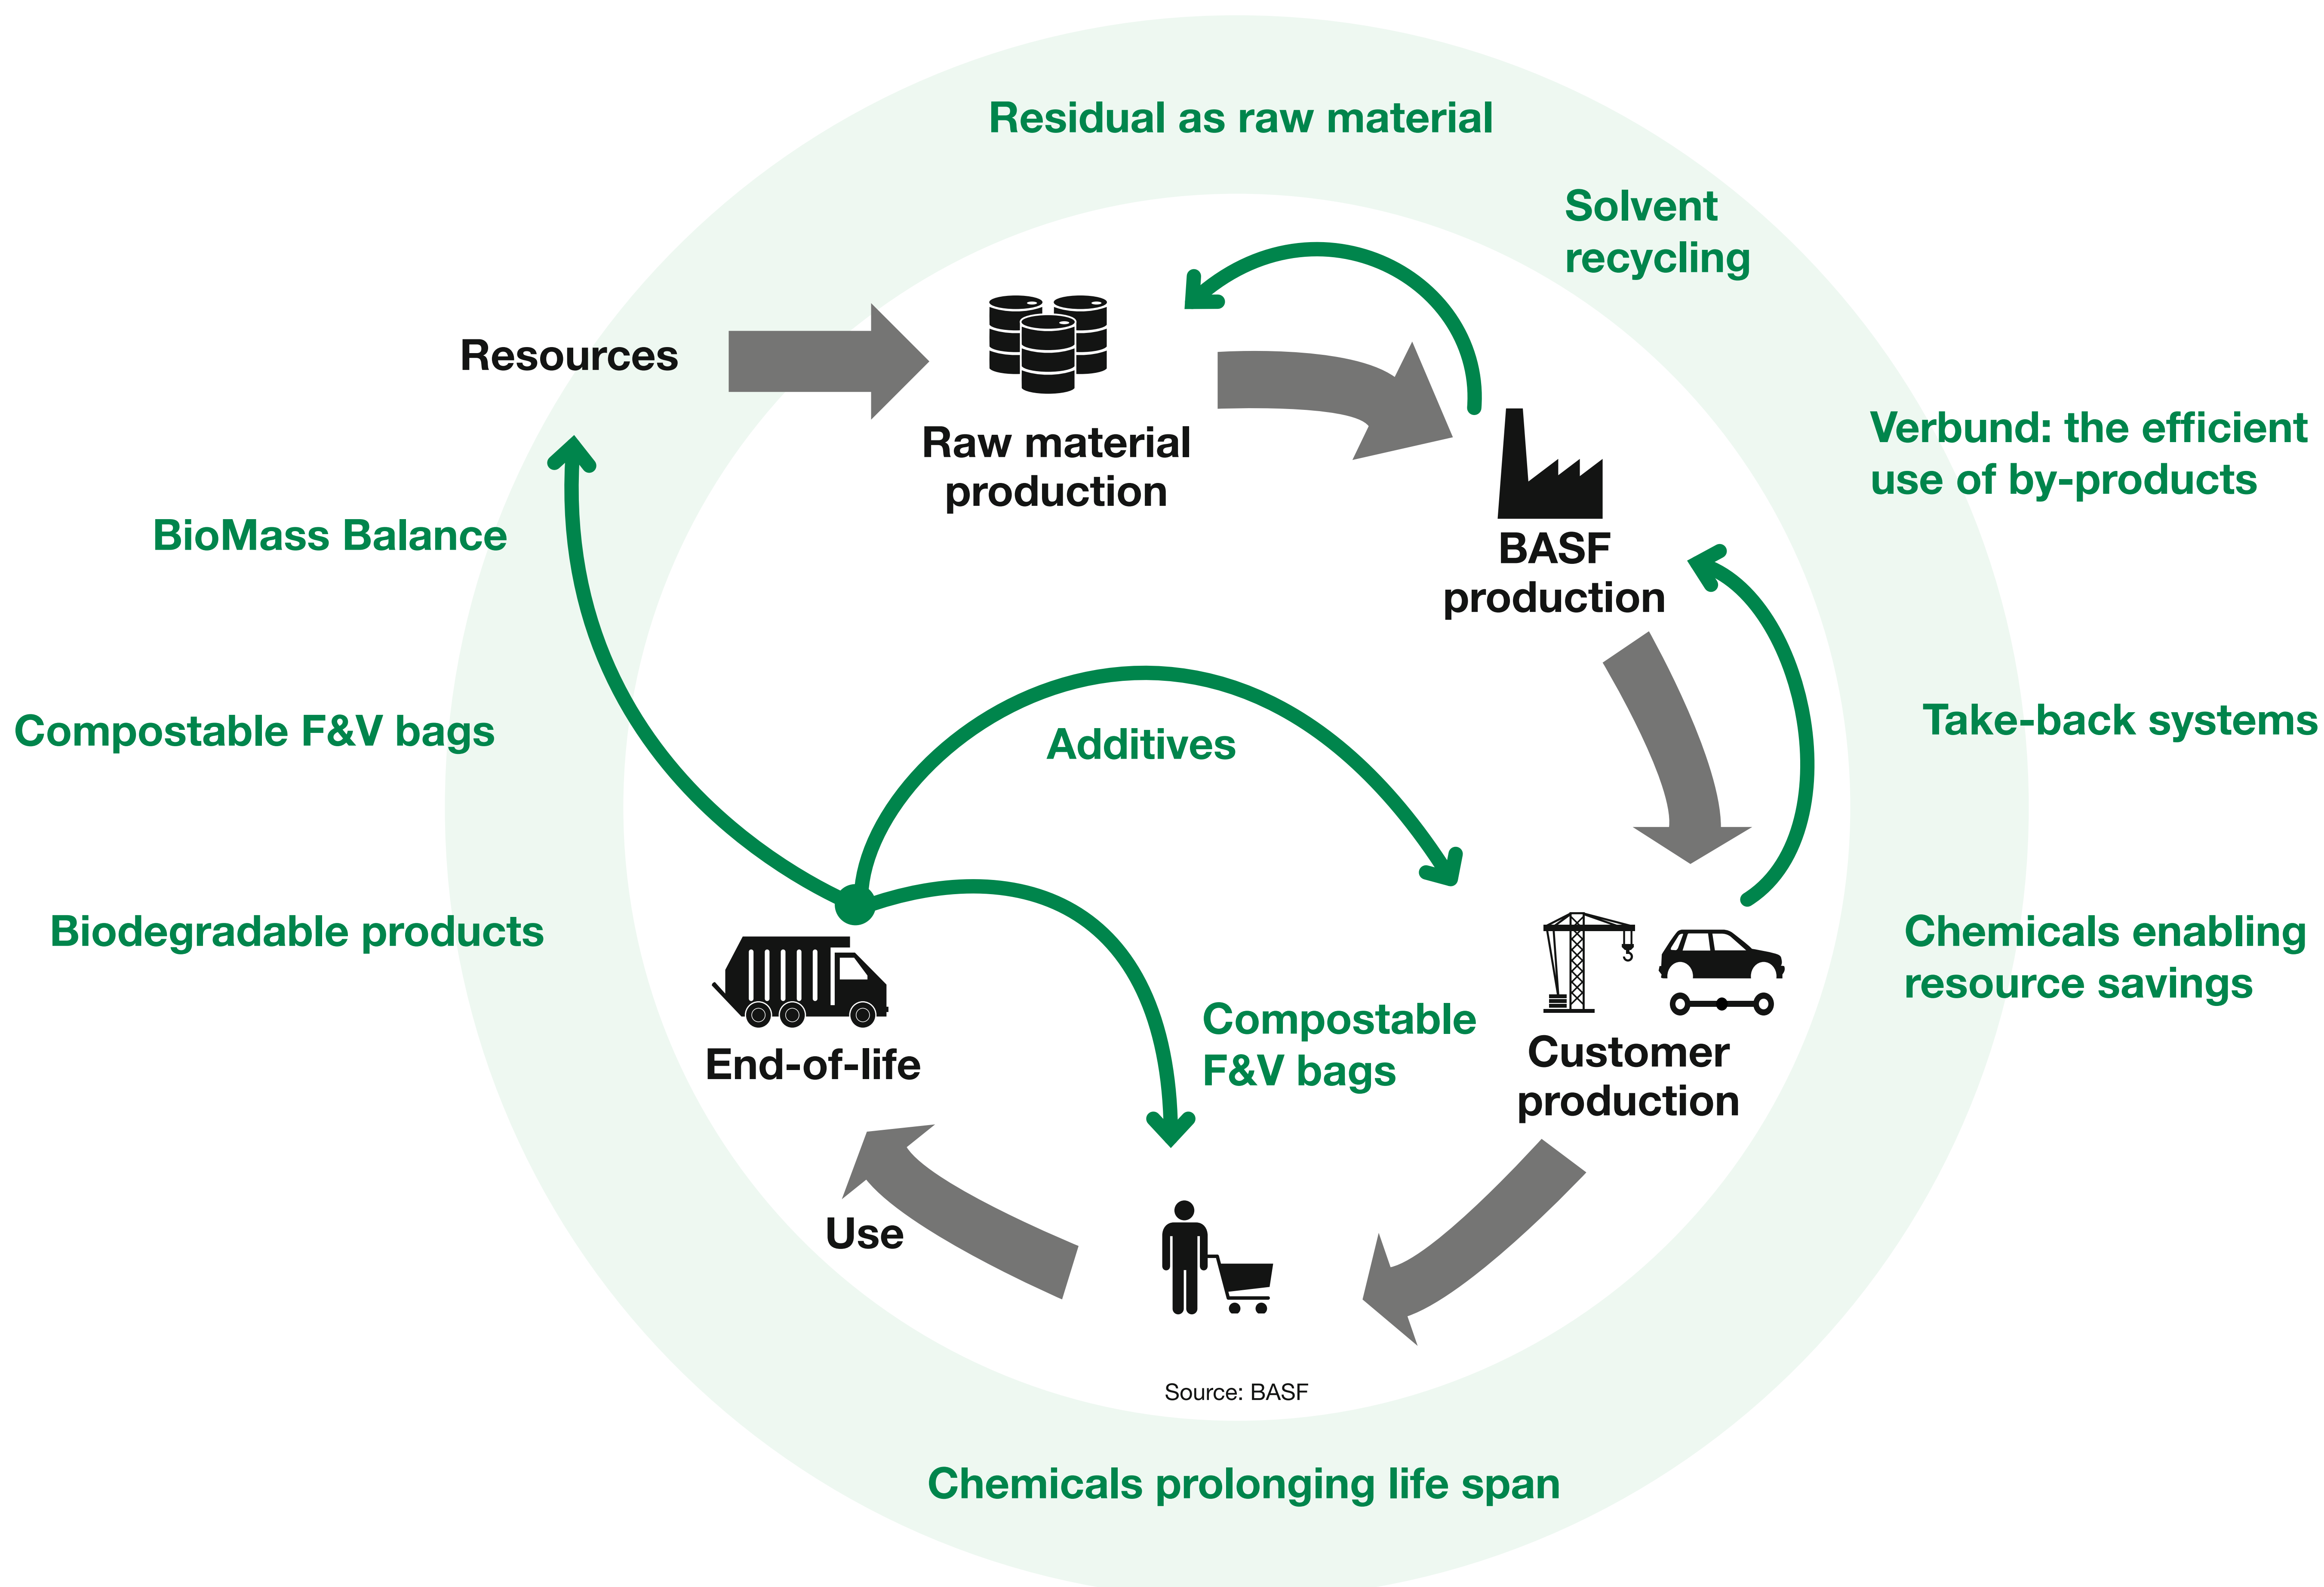 Residual as raw material
Solvent
recycling
Resources
Raw material
production
Verbund: the efficient
use of by-products
BioMass Balance
BASF
production
Compostable F&V bags
Additives
Take-back systems
Biodegradable products
Chemicals enabling
resource savings
Compostable
F&V bags
End-of-life
Customer
production
Use
Source: BASF
Chemicals prolonging life span